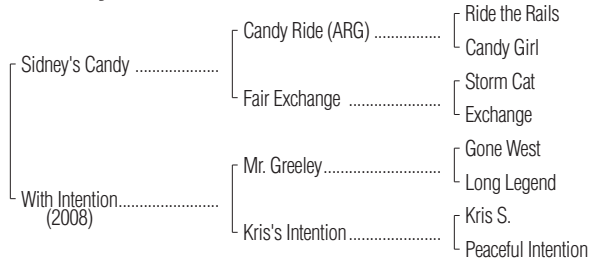 Ride the Rails
Candy Ride (ARG) ................
Candy Girl
Sidney's Candy .....................
Storm Cat
Fair Exchange .......................
Exchange
Gone West
Mr. Greeley.............................
Long Legend
With Intention.........................
(2008)
Kris S.
Kris's Intention.......................
Peaceful Intention